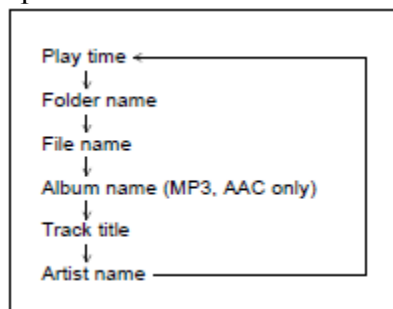 Play time
Folder name
File name
Album name (MP3, AAC only)
Track title
Artist name